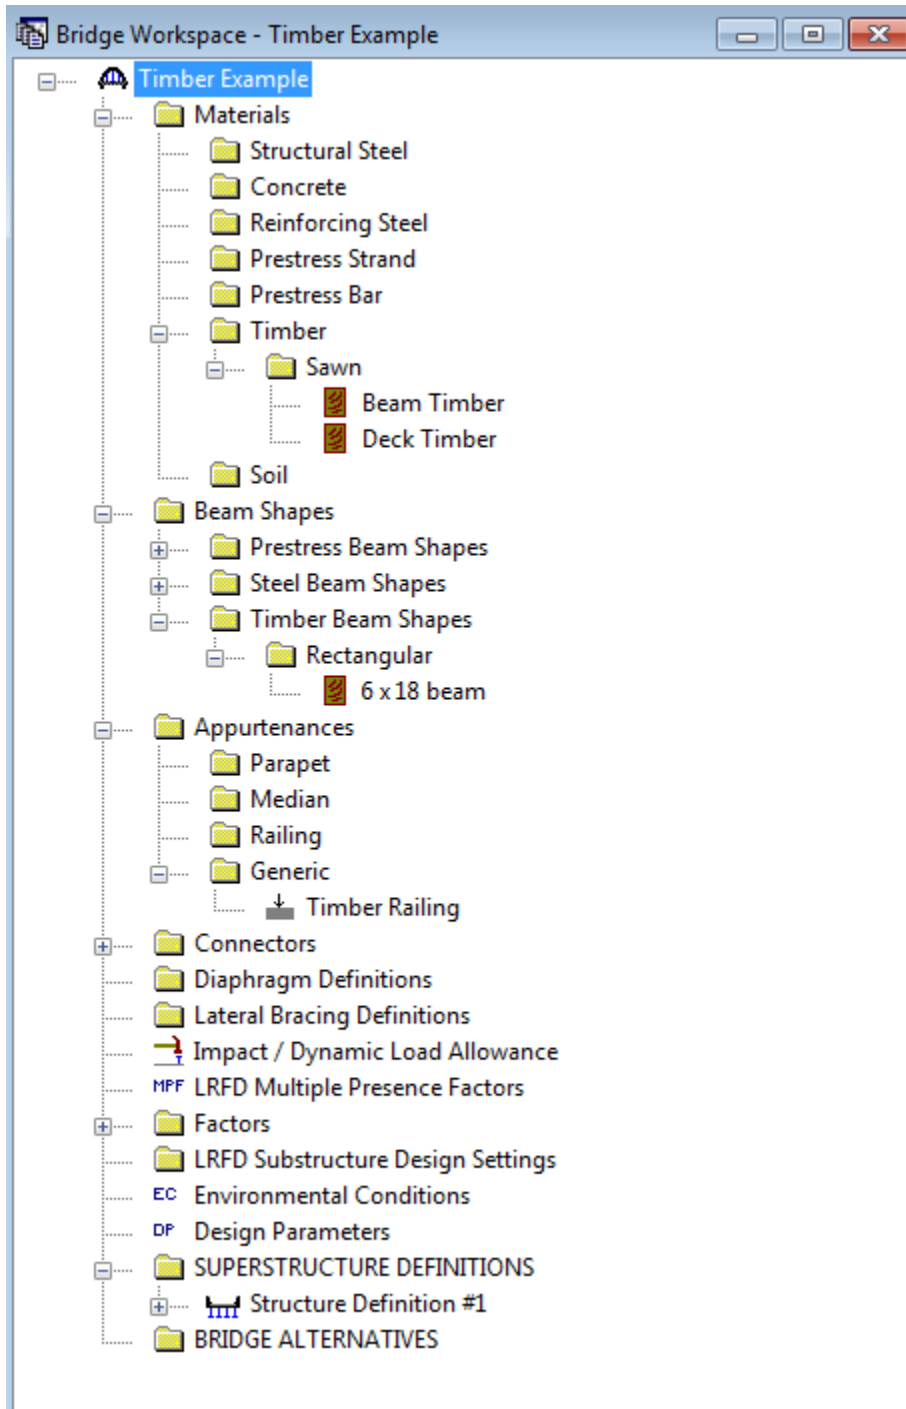 Bridge Workspace - Timber Example
Timber Example
Materials
Structural Steel
Concrete
Reinforcing Steel
Prestress Strand
Prestress Bar
Timber
Sawn
Beam Timber
Deck Timber
Soil
Beam Shapes
Prestress Beam Shapes
Steel Beam Shapes
Timber Beam Shapes
Rectangular
6 x 18 beam
Appurtenances
Parapet
Median
Railing
Generic
Timber Railing
Connectors
Diaphragm Definitions
Lateral Bracing Definitions
Impact / Dynamic Load Allowance
MPF LRFD Multiple Presence Factors
Factors
LRFD Substructure Design Settings
EC Environmental Conditions
DP Design Parameters
SUPERSTRUCTURE DEFINITIONS
Structure Definition #1
BRIDGE ALTERNATIVES